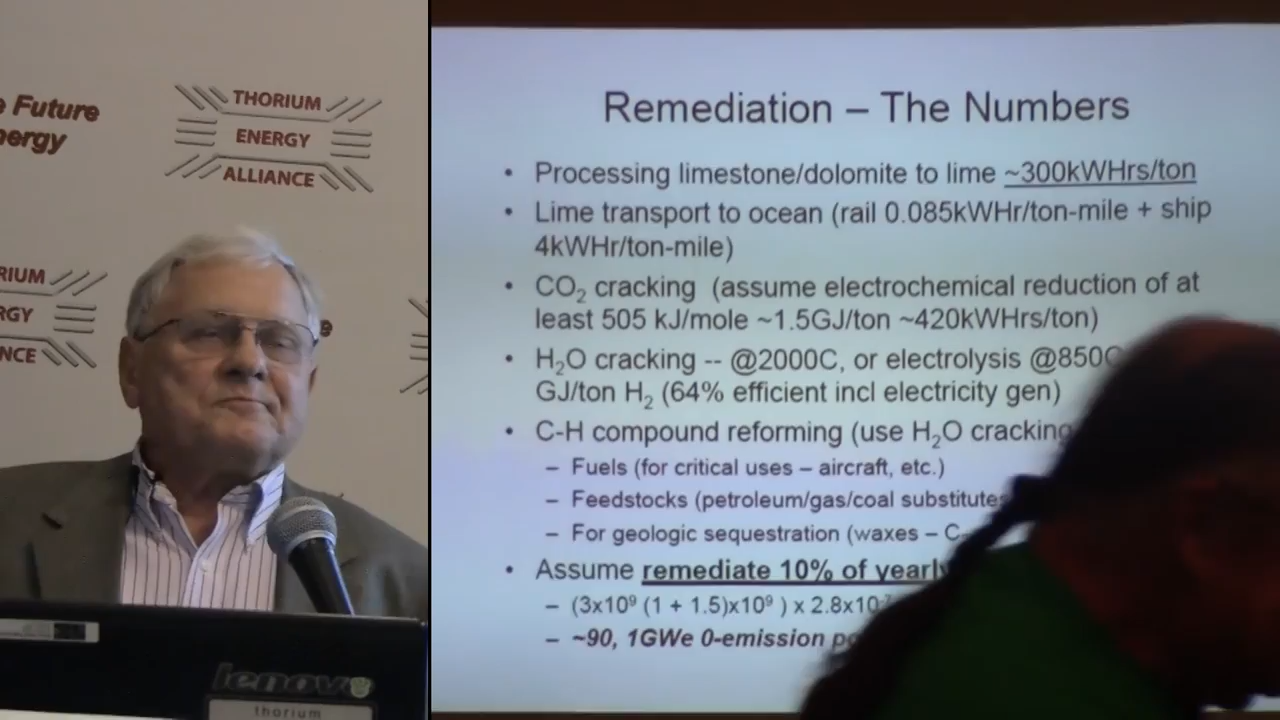 e Future
nergy
THORIUM
ENERGY
ALLIANCE
RIUM
RGY
NCE
e
lenovo
thorium
Remediation – The Numbers
• Processing limestone/dolomite to lime ~300kWHrs/ton
• Lime transport to ocean (rail 0.085kWHr/ton-mile + ship
4kWHr/ton-mile)
• CO₂ cracking (assume electrochemical reduction of at
least 505 kJ/mole ~1.5GJ/ton ~420kWHrs/ton)
• H₂O cracking -- @2000C, or electrolysis @850C
GJ/ton H₂ (64% efficient incl electricity gen)
• C-H compound reforming (use H₂O cracking
– Fuels (for critical uses – aircraft, etc.)
– Feedstocks (petroleum/gas/coal substitutes
– For geologic sequestration (waxes – C-
• Assume remediate 10% of yearly
– (3x10⁹ (1 + 1.5)x10⁹ ) x 2.8x10⁻⁷
– ~90, 1GWe 0-emission po